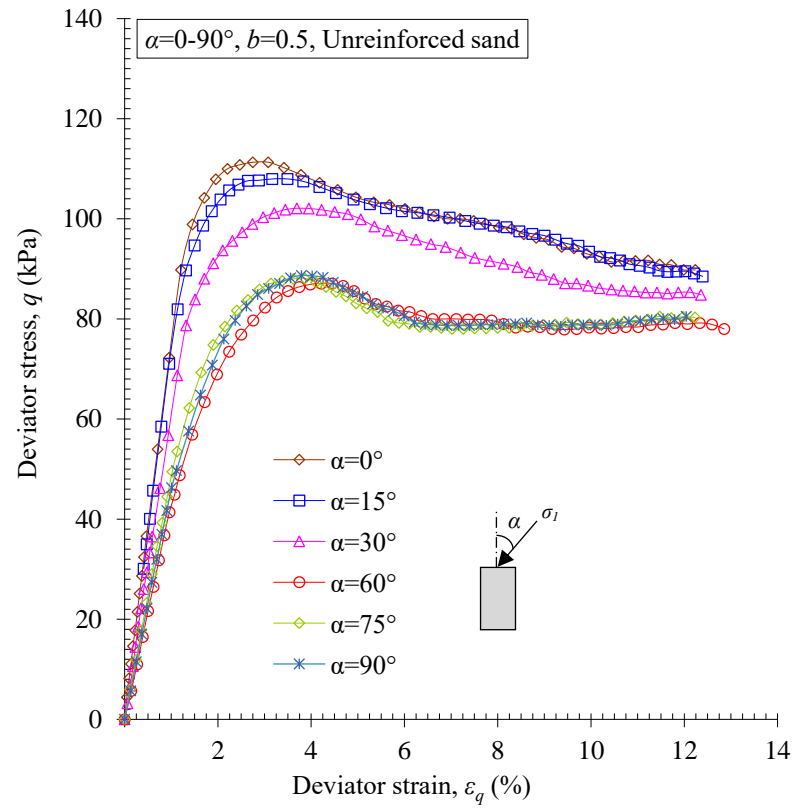 α=0-90°, b=0.5, Unreinforced sand
140
120
100
80
60
40
20
0
Deviator stress, q (kPa)
α=0°
α=15°
α=30°
α=60°
α=75°
α=90°
α
σ1
2
4
6
8
10
12
14
Deviator strain, εq (%)